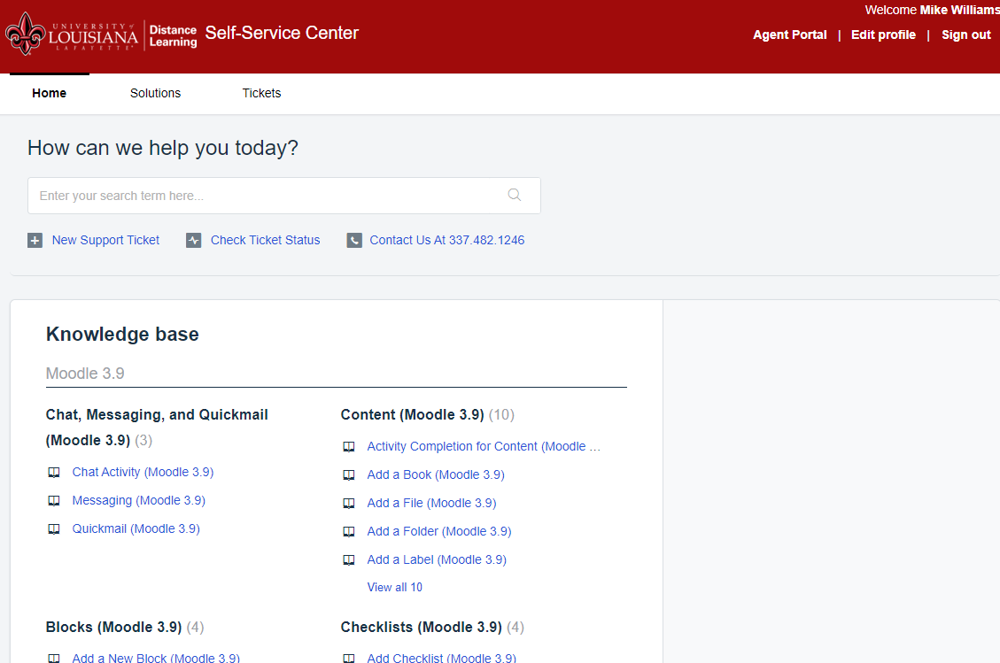 Welcome Mike Williams
UNIVERSITY of
LOUISIANA
LAFAYETTE
Distance
Learning
Self-Service Center
Agent Portal | Edit profile | Sign out
Home Solutions Tickets
How can we help you today?
Enter your search term here...
New Support Ticket Check Ticket Status Contact Us At 337.482.1246
Knowledge base
Moodle 3.9
Chat, Messaging, and Quickmail
(Moodle 3.9) (3)
Chat Activity (Moodle 3.9)
Messaging (Moodle 3.9)
Quickmail (Moodle 3.9)
Content (Moodle 3.9) (10)
Activity Completion for Content (Moodle ...
Add a Book (Moodle 3.9)
Add a File (Moodle 3.9)
Add a Folder (Moodle 3.9)
Add a Label (Moodle 3.9)
View all 10
Blocks (Moodle 3.9) (4)
Add a New Block (Moodle 3.9)
Checklists (Moodle 3.9) (4)
Add Checklist (Moodle 3.9)